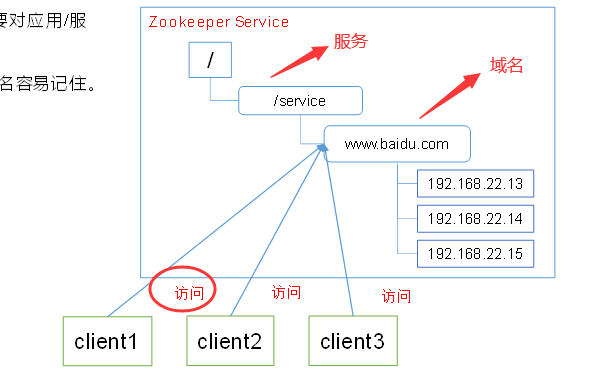 要对应用/服
名容易记住。
Zookeeper Service
/
服务
/service
域名
www.baidu.com
192.168.22.13
192.168.22.14
192.168.22.15
访问
访问
访问
client1
client2
client3